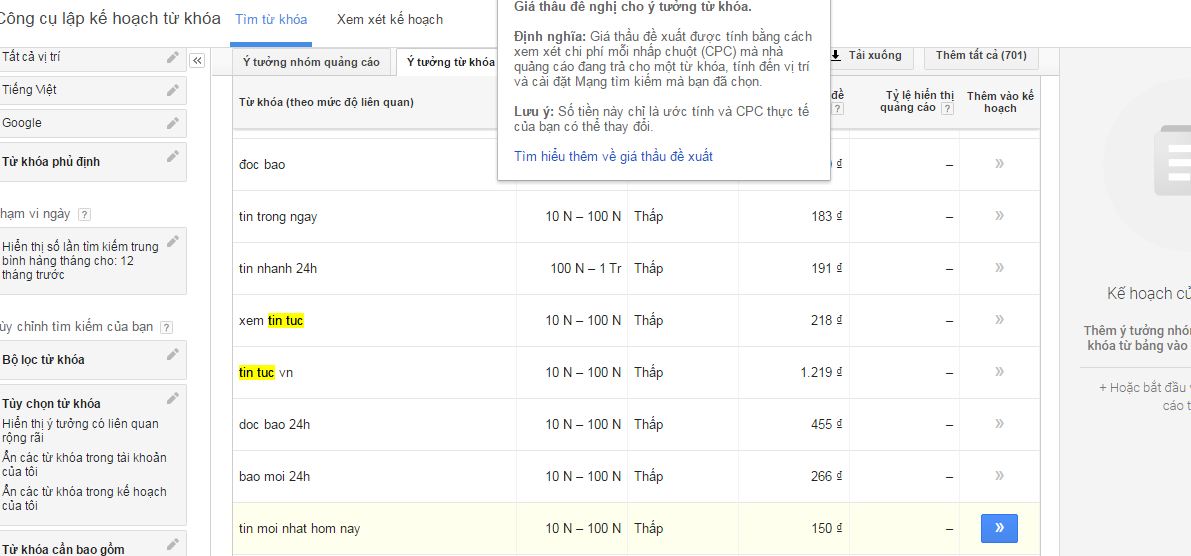 Công cụ lập kế hoạch từ khóa
Tìm từ khóa
Xem xét kế hoạch
Tất cả vị trí
Tiếng Việt
Google
Từ khóa phủ định
hạm vi ngày ?
Hiển thị số lần tìm kiếm trung
bình hàng tháng cho: 12
tháng trước
ùy chỉnh tìm kiếm của bạn ?
Bộ lọc từ khóa
Tùy chọn từ khóa
Hiển thị ý tưởng có liên quan
rộng rãi
Ẩn các từ khóa trong tài khoản
của tôi
Ẩn các từ khóa trong kế hoạch
của tôi
Từ khóa cần bao gồm
Ý tưởng nhóm quảng cáo
Ý tưởng từ khóa
Giá thầu đề nghị cho ý tưởng từ khóa.
Định nghĩa: Giá thầu đề xuất được tính bằng cách
xem xét chi phí mỗi nhấp chuột (CPC) mà nhà
quảng cáo đang trả cho một từ khóa, tính đến vị trí
và cài đặt Mạng tìm kiếm mà bạn đã chọn.
Lưu ý: Số tiền này chỉ là ước tính và CPC thực tế
của bạn có thể thay đổi.
Tìm hiểu thêm về giá thầu đề xuất
Tải xuống
Thêm tất cả (701)
Từ khóa (theo mức độ liên quan)
đề
?
Tỷ lệ hiển thị
quảng cáo ?
Thêm vào kế
hoạch
đoc bao ₫ – »
tin trong ngay 10 N – 100 N Thấp 183 ₫ – »
tin nhanh 24h 100 N – 1 Tr Thấp 191 ₫ – »
xem tin tuc 10 N – 100 N Thấp 218 ₫ – »
tin tuc vn 10 N – 100 N Thấp 1.219 ₫ – »
doc bao 24h 10 N – 100 N Thấp 455 ₫ – »
bao moi 24h 10 N – 100 N Thấp 266 ₫ – »
tin moi nhat hom nay 10 N – 100 N Thấp 150 ₫ – »
Kế hoạch củ
Thêm ý tưởng nhó
khóa từ bảng vào
+ Hoặc bắt đầu
cáo t